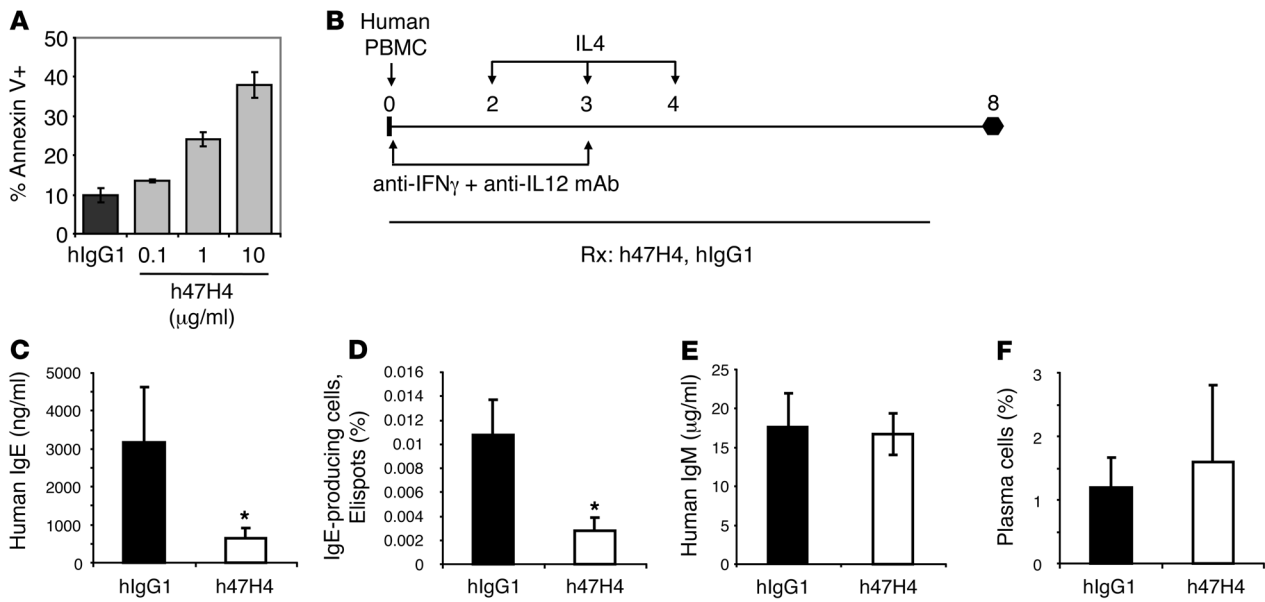 A
% Annexin V+
50
40
30
20
10
0
hIgG1 0.1 1 10
h47H4
(μg/ml)
B
Human
PBMC
IL4
0 2 3 4 8
anti-IFNγ + anti-IL12 mAb
Rx: h47H4, hIgG1
C
Human IgE (ng/ml)
5000
4000
3000
2000
1000
0
*
hIgG1 h47H4
D
IgE-producing cells,
Elispots (%)
0.016
0.014
0.012
0.01
0.008
0.006
0.004
0.002
0
*
hIgG1 h47H4
E
Human IgM (μg/ml)
25
20
15
10
5
0
hIgG1 h47H4
F
Plasma cells (%)
3
2
1
0
hIgG1 h47H4